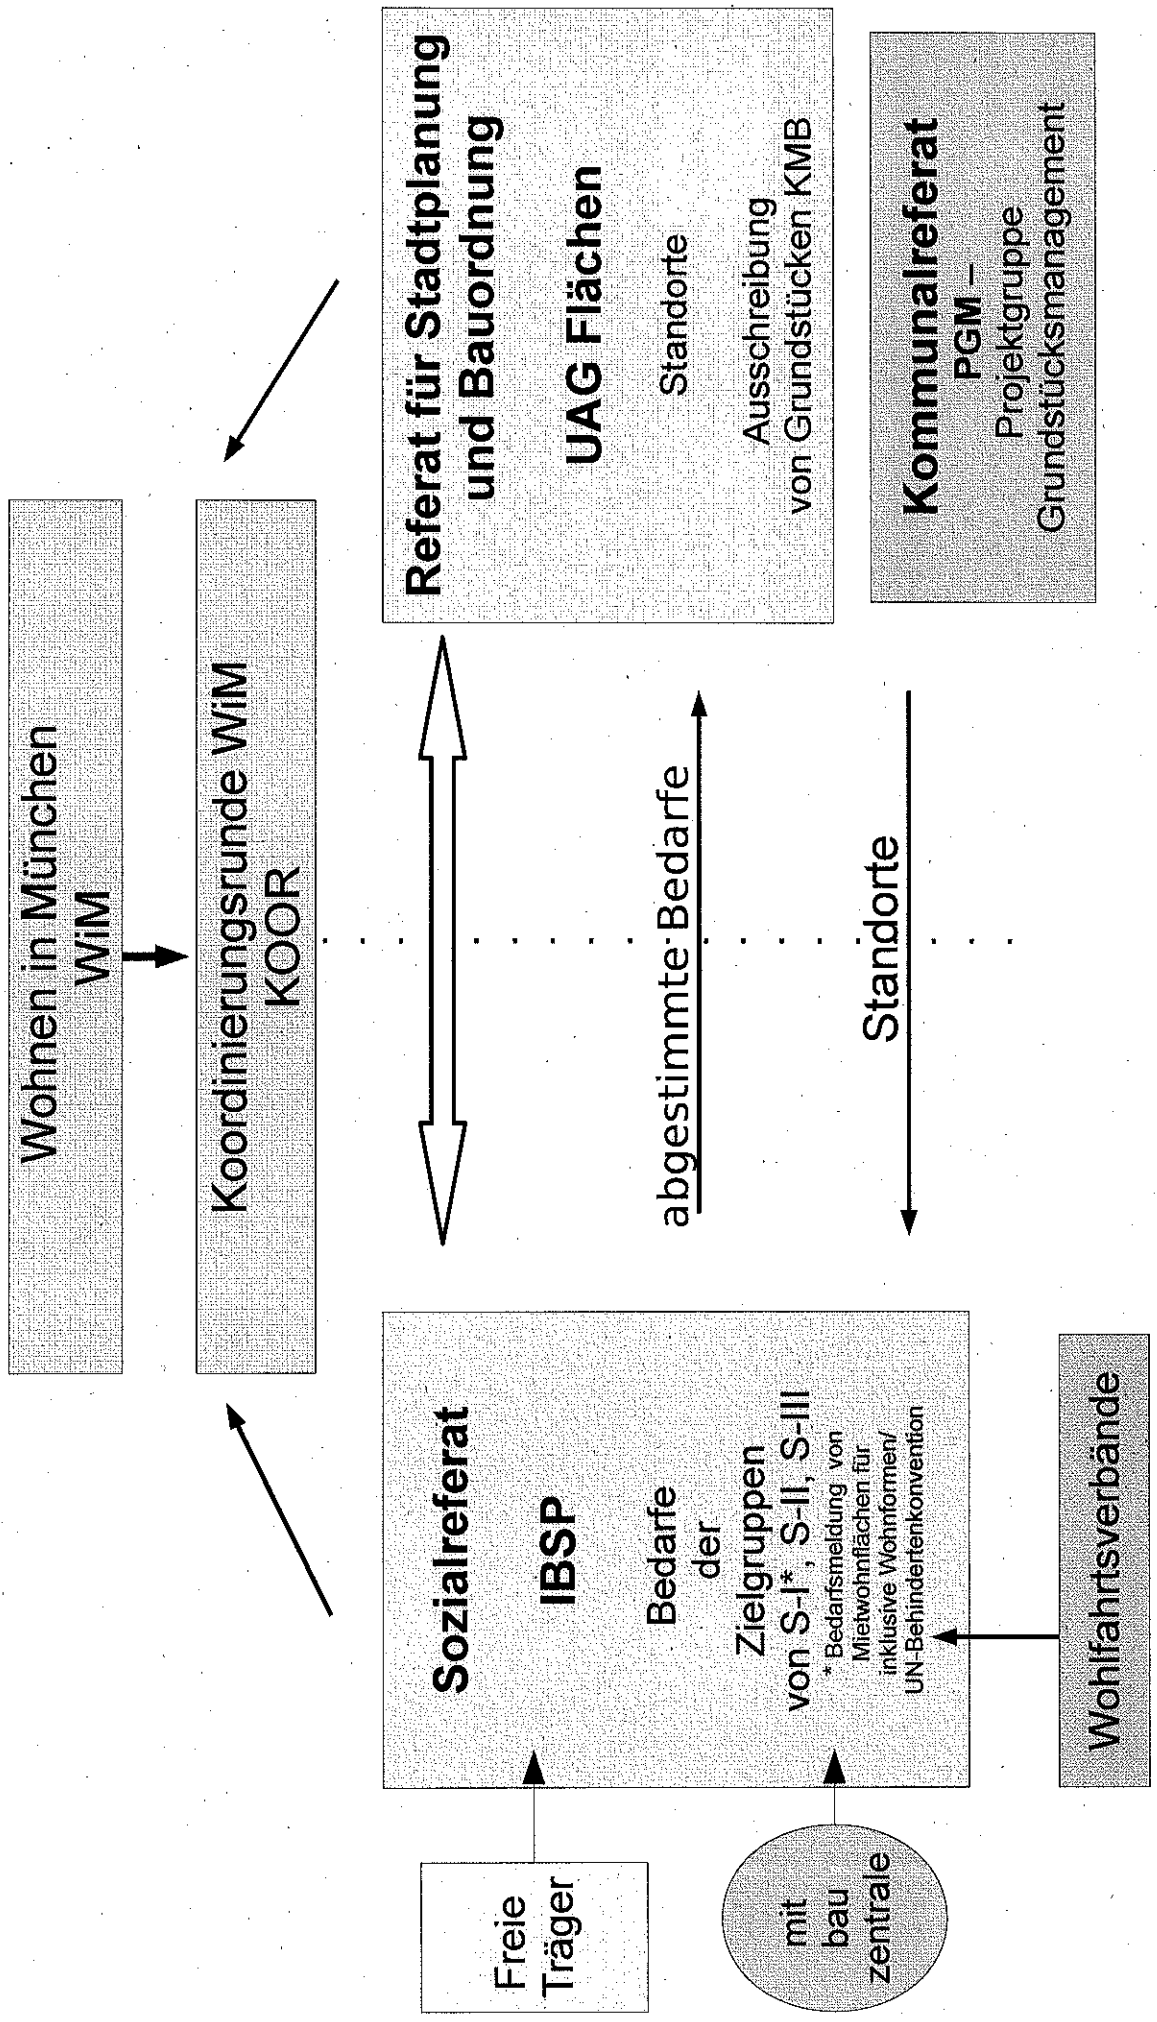 Wohnen in München
WiM
Koordinierungsrunde WiM
KOOR
Freie
Träger
mit
bau
zentrale
Sozialreferat
IBSP
Bedarfe
der
Zielgruppen
von S-I*, S-II, S-III
* Bedarfsmeldung von
Mietwohnflächen für
inklusive Wohnformen/
UN-Behindertenkonvention
Wohlfahrtsverbände
abgestimmte Bedarfe
Standorte
Referat für Stadtplanung
und Bauordnung
UAG Flächen
Standorte
Ausschreibung
von Grundstücken KMB
Kommunalreferat
PGM –
Projektgruppe
Grundstücksmanagement